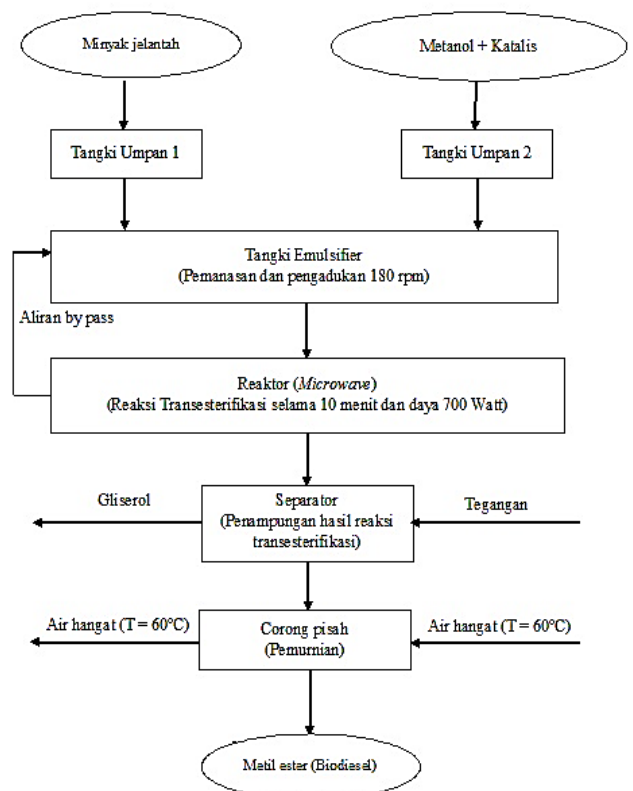 Minyak jelantah
Metanol + Katalis
Tangki Umpan 1
Tangki Umpan 2
Tangki Emulsifier
(Pemanasan dan pengadukan 180 rpm)
Aliran by pass
Reaktor (Microwave)
(Reaksi Transesterifikasi selama 10 menit dan daya 700 Watt)
Gliserol
Separator
(Penampungan hasil reaksi
transesterifikasi)
Tegangan
Air hangat (T = 60°C)
Corong pisah
(Pemurnian)
Air hangat (T = 60°C)
Metil ester (Biodiesel)